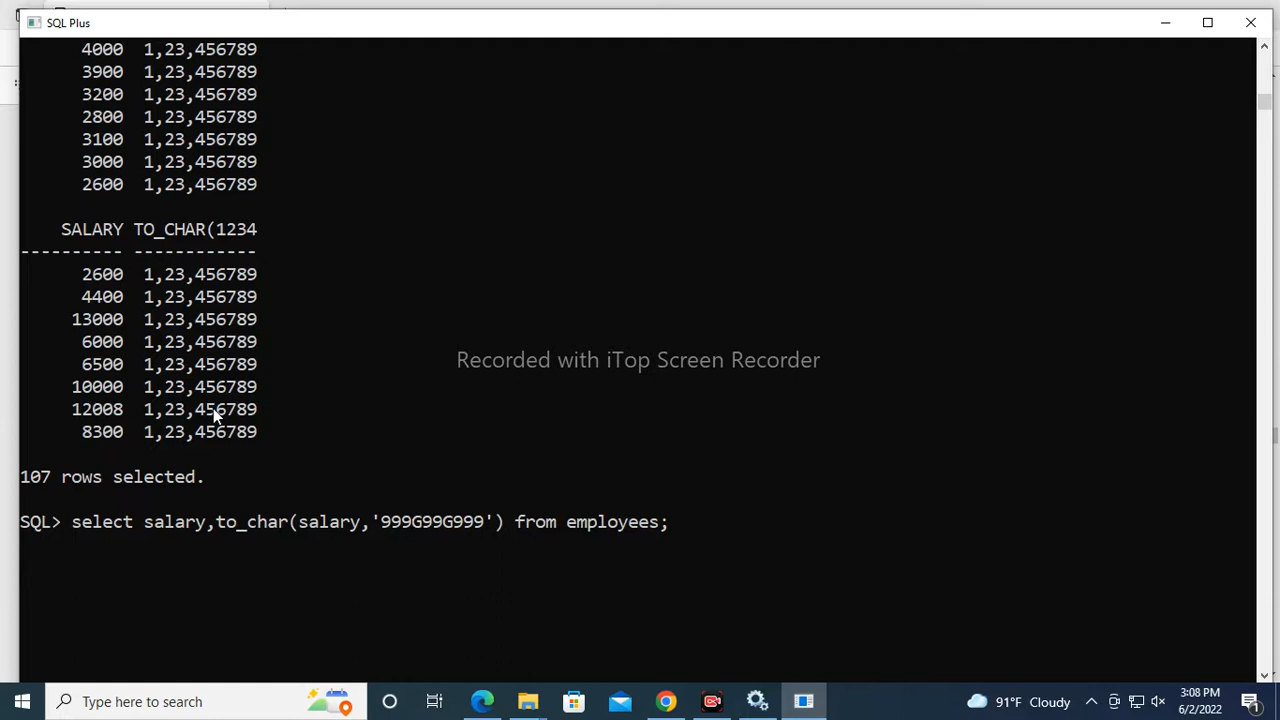 SQL Plus
4000 1,23,456789
3900 1,23,456789
3200 1,23,456789
2800 1,23,456789
3100 1,23,456789
3000 1,23,456789
2600 1,23,456789
SALARY TO_CHAR(1234
---------- ------------
2600 1,23,456789
4400 1,23,456789
13000 1,23,456789
6000 1,23,456789
6500 1,23,456789
10000 1,23,456789
12008 1,23,456789
8300 1,23,456789
Recorded with iTop Screen Recorder
107 rows selected.
SQL> select salary,to_char(salary,'999G99G999') from employees;
Type here to search
91°F Cloudy
3:08 PM
6/2/2022
1